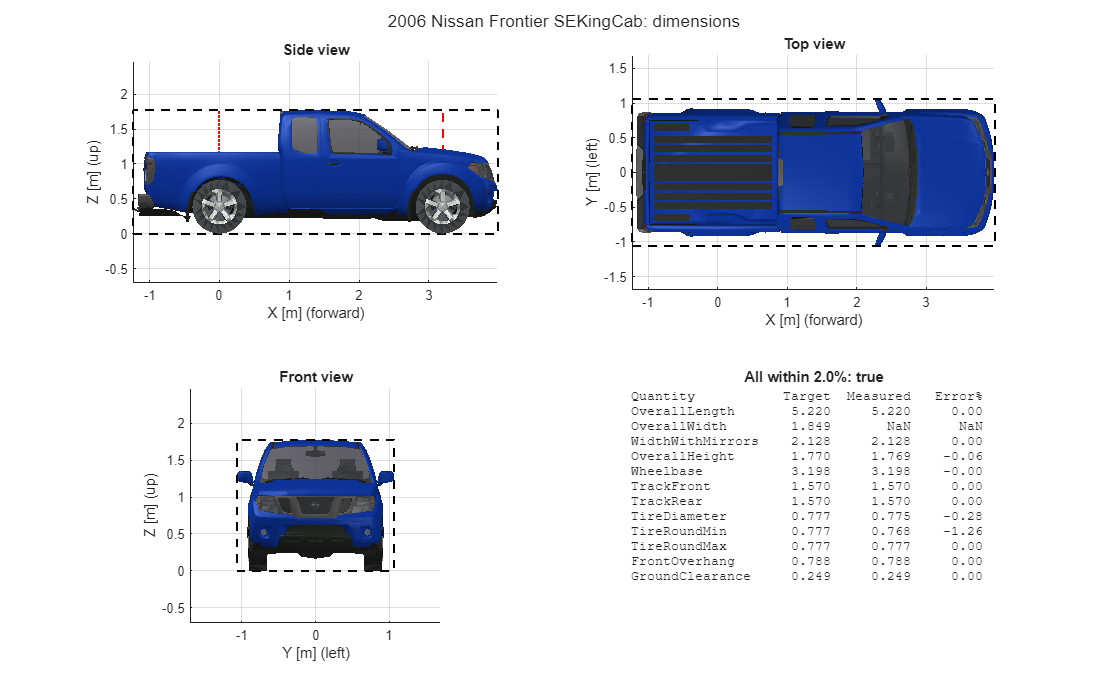 2006 Nissan Frontier SEKingCab: dimensions
Side view
2
1.5
1
0.5
0
-0.5
Z [m] (up)
-1
0
1
2
3
X [m] (forward)
Top view
1.5
1
0.5
0
-0.5
-1
-1.5
Y [m] (left)
-1
0
1
2
3
X [m] (forward)
Front view
2
1.5
1
0.5
0
-0.5
Z [m] (up)
-1
0
1
Y [m] (left)
All within 2.0%: true
Quantity Target Measured Error%
OverallLength 5.220 5.220 0.00
OverallWidth 1.849 NaN NaN
WidthWithMirrors 2.128 2.128 0.00
OverallHeight 1.770 1.769 -0.06
Wheelbase 3.198 3.198 -0.00
TrackFront 1.570 1.570 0.00
TrackRear 1.570 1.570 0.00
TireDiameter 0.777 0.775 -0.28
TireRoundMin 0.777 0.768 -1.26
TireRoundMax 0.777 0.777 0.00
FrontOverhang 0.788 0.788 0.00
GroundClearance 0.249 0.249 0.00